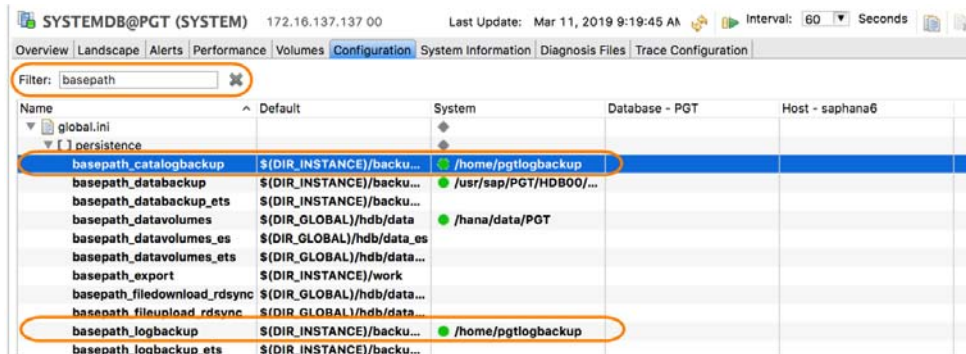 SYSTEMDB@PGT (SYSTEM) 172.16.137.137 00 Last Update: Mar 11, 2019 9:19:45 AM Interval: 60 Seconds
Overview Landscape Alerts Performance Volumes Configuration System Information Diagnosis Files Trace Configuration
Filter: basepath
Name Default System Database - PGT Host - saphana6
global.ini
[ ] persistence
basepath_catalogbackup $(DIR_INSTANCE)/backu... /home/pgtlogbackup
basepath_databackup $(DIR_INSTANCE)/backu... /usr/sap/PGT/HDB00/...
basepath_databackup_ets $(DIR_INSTANCE)/backu...
basepath_datavolumes $(DIR_GLOBAL)/hdb/data /hana/data/PGT
basepath_datavolumes_es $(DIR_GLOBAL)/hdb/data_es
basepath_datavolumes_ets $(DIR_GLOBAL)/hdb/data...
basepath_export $(DIR_INSTANCE)/work
basepath_filedownload_rdsync $(DIR_GLOBAL)/hdb/data...
basepath_fileupload_rdsync $(DIR_GLOBAL)/hdb/data...
basepath_logbackup $(DIR_INSTANCE)/backu... /home/pgtlogbackup
basepath_logbackup_ets $(DIR_INSTANCE)/backu...